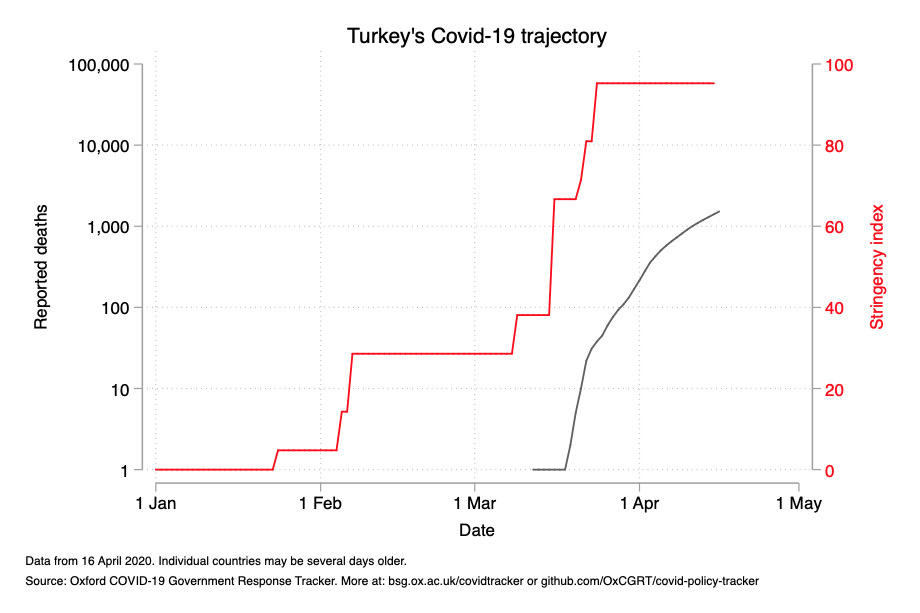 Turkey's Covid-19 trajectory
100,000
10,000
1,000
100
10
1
Reported deaths
100
80
60
40
20
0
Stringency index
1 Jan
1 Feb
1 Mar
1 Apr
1 May
Date
Data from 16 April 2020. Individual countries may be several days older.
Source: Oxford COVID-19 Government Response Tracker. More at: bsg.ox.ac.uk/covidtracker or github.com/OxCGRT/covid-policy-tracker